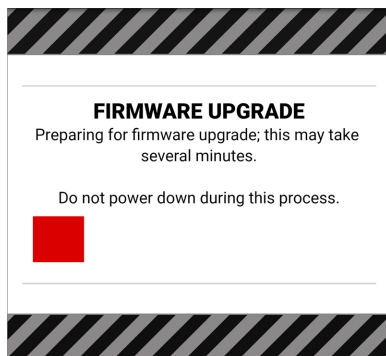 FIRMWARE UPGRADE
Preparing for firmware upgrade; this may take
several minutes.
Do not power down during this process.